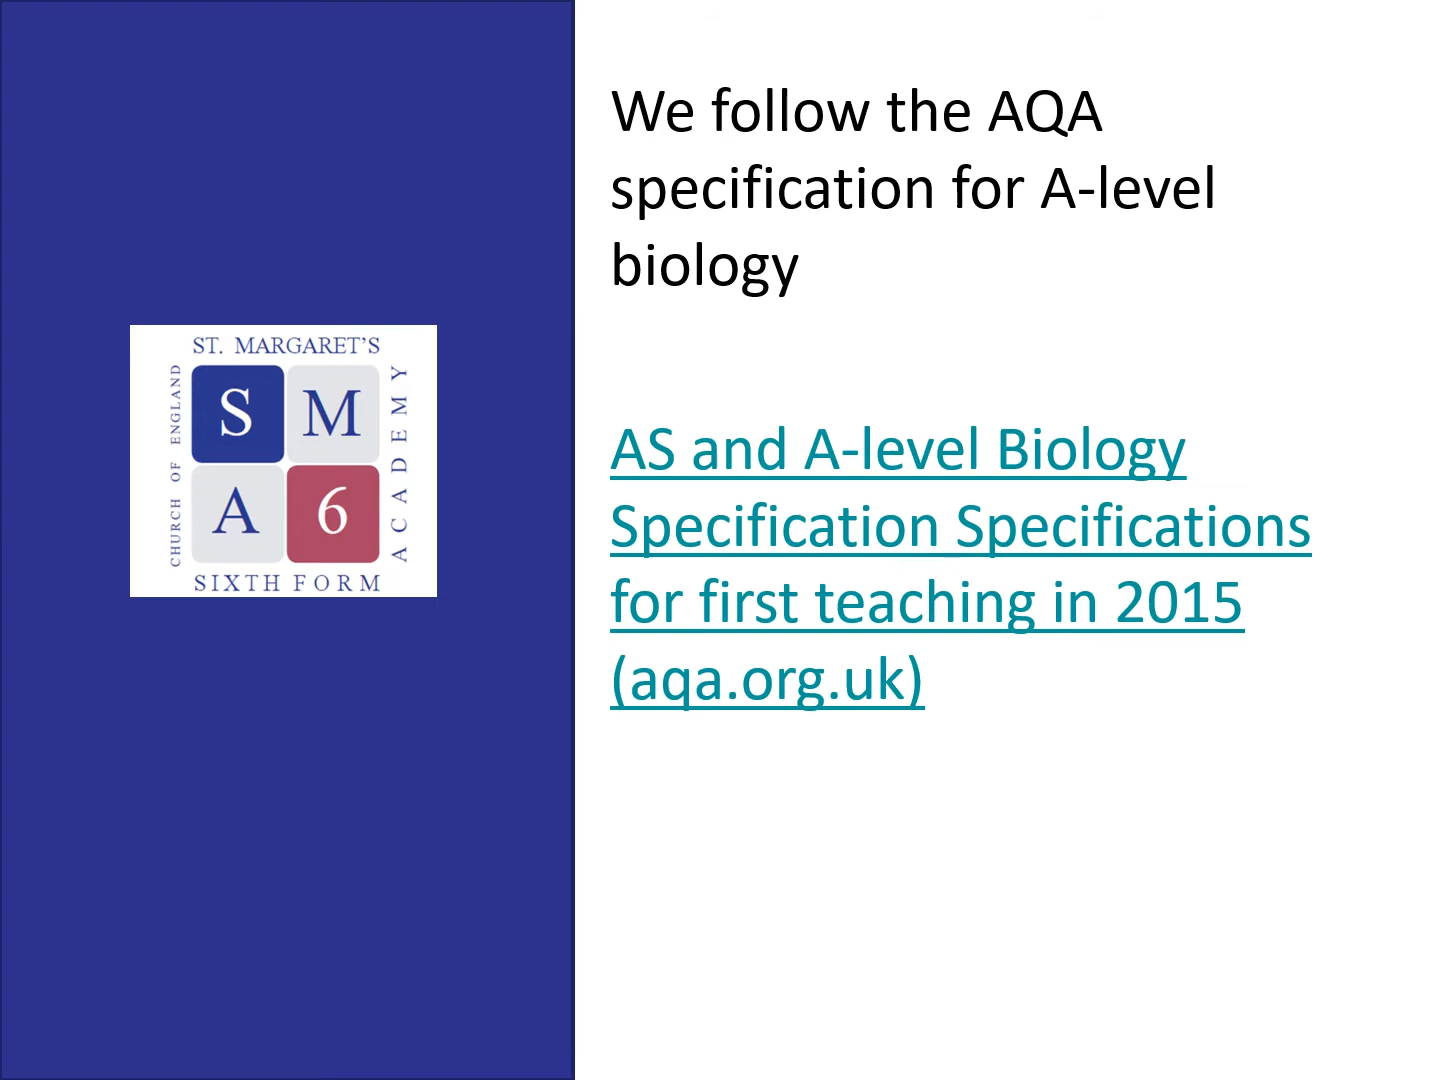 We follow the AQA
specification for A-level
biology
AS and A-level Biology
Specification Specifications
for first teaching in 2015
(aqa.org.uk)
ST. MARGARET'S
CHURCH OF ENGLAND
S M
A 6
ACADEMY
SIXTH FORM